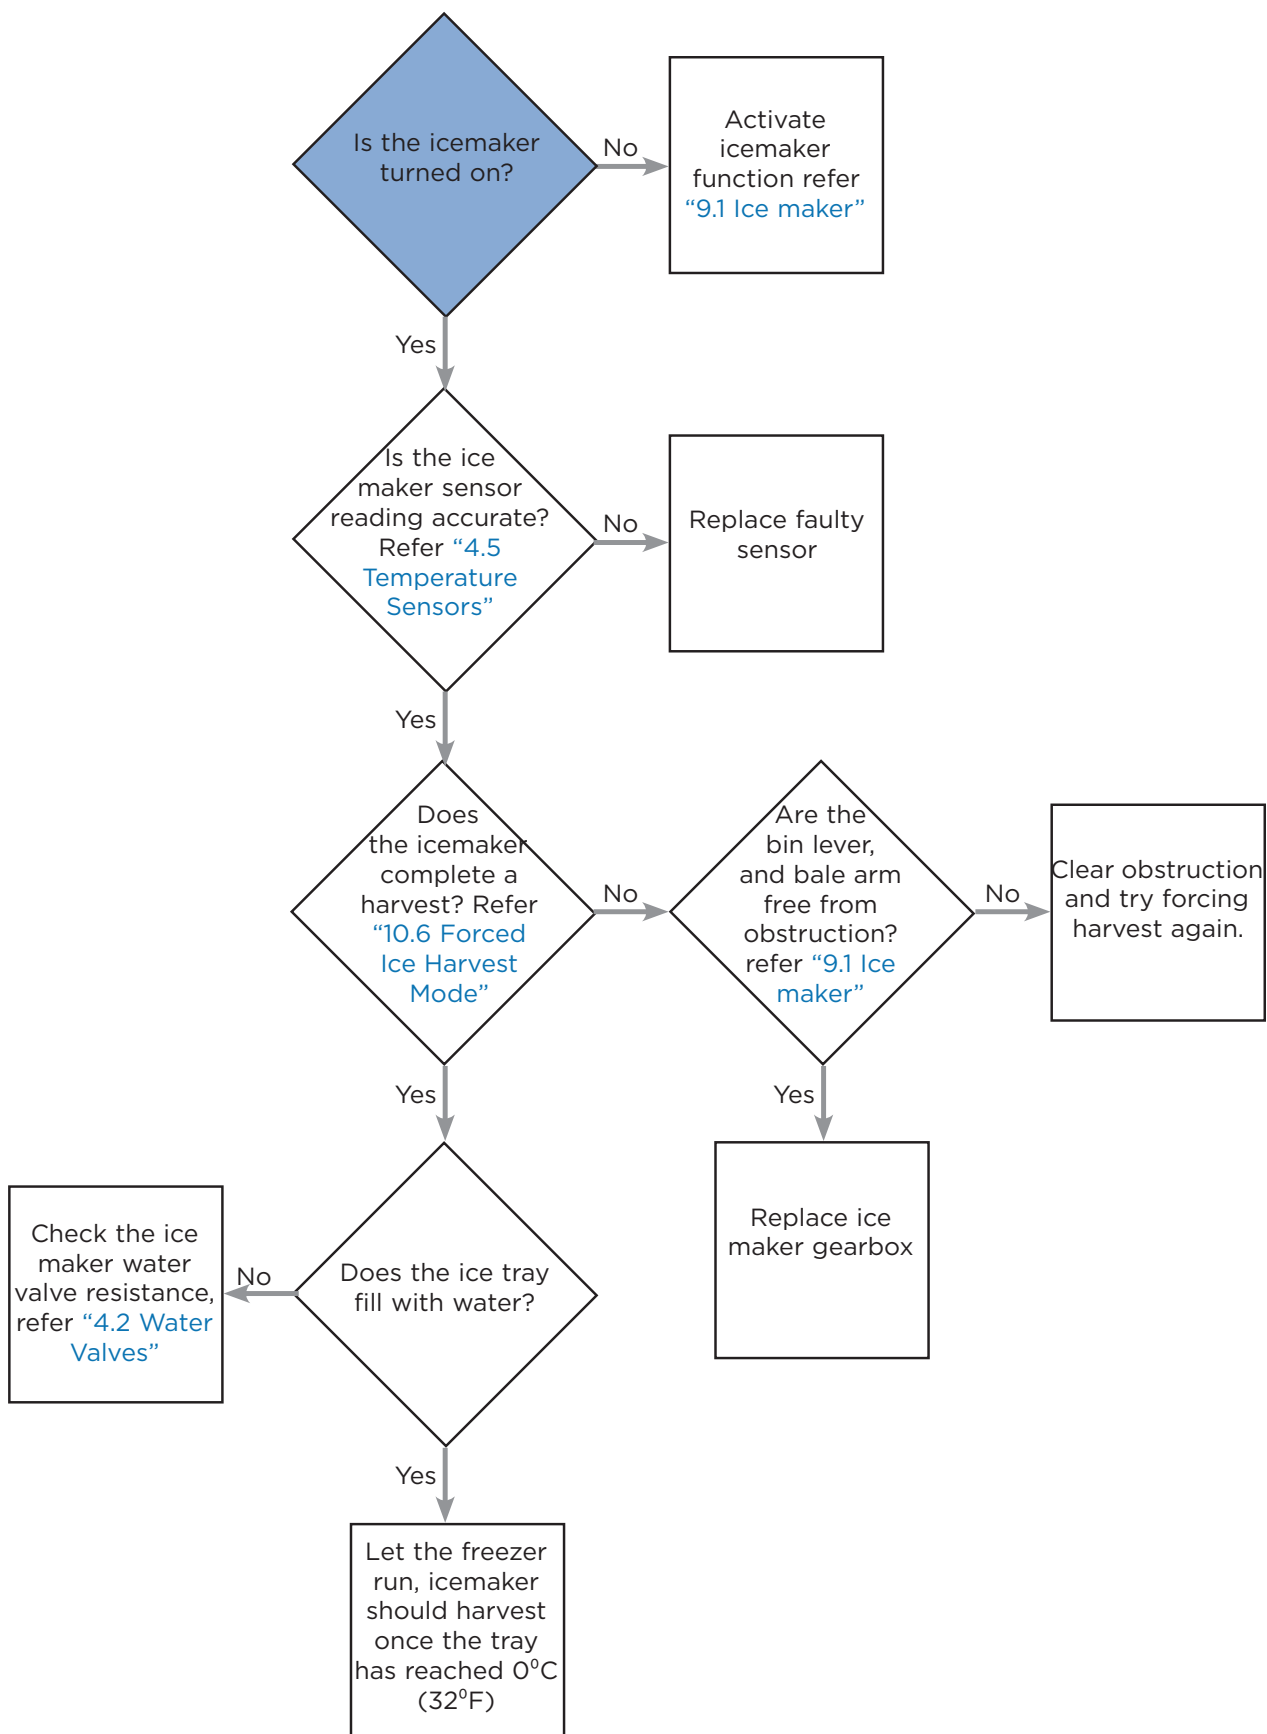 Is the icemaker
turned on?
No
Activate
icemaker
function refer
“9.1 Ice maker”
Yes
Is the ice
maker sensor
reading accurate?
Refer “4.5
Temperature
Sensors”
No
Replace faulty
sensor
Yes
Does
the icemaker
complete a
harvest? Refer
“10.6 Forced
Ice Harvest
Mode”
No
Are the
bin lever,
and bale arm
free from
obstruction?
refer “9.1 Ice
maker”
No
Clear obstruction
and try forcing
harvest again.
Yes
Yes
Replace ice
maker gearbox
Does the ice tray
fill with water?
No
Check the ice
maker water
valve resistance,
refer “4.2 Water
Valves”
Yes
Let the freezer
run, icemaker
should harvest
once the tray
has reached 0⁰C
(32⁰F)